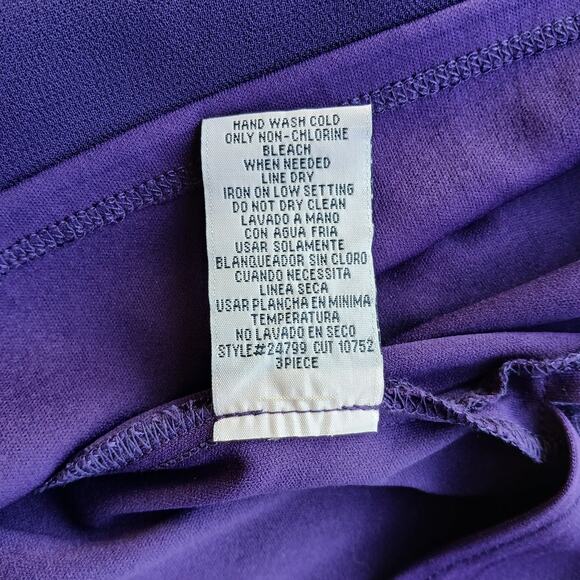 HAND WASH COLD
ONLY NON-CHLORINE
BLEACH
WHEN NEEDED
LINE DRY
IRON ON LOW SETTING
DO NOT DRY CLEAN
LAVADO A MANO
CON AGUA FRIA
USAR SOLAMENTE
BLANQUEADOR SIN CLORO
CUANDO NECESSITA
LINEA SECA
USAR PLANCHA EN MINIMA
TEMPERATURA
NO LAVADO EN SECO
STYLE#24799 CUT 10752
3PIECE